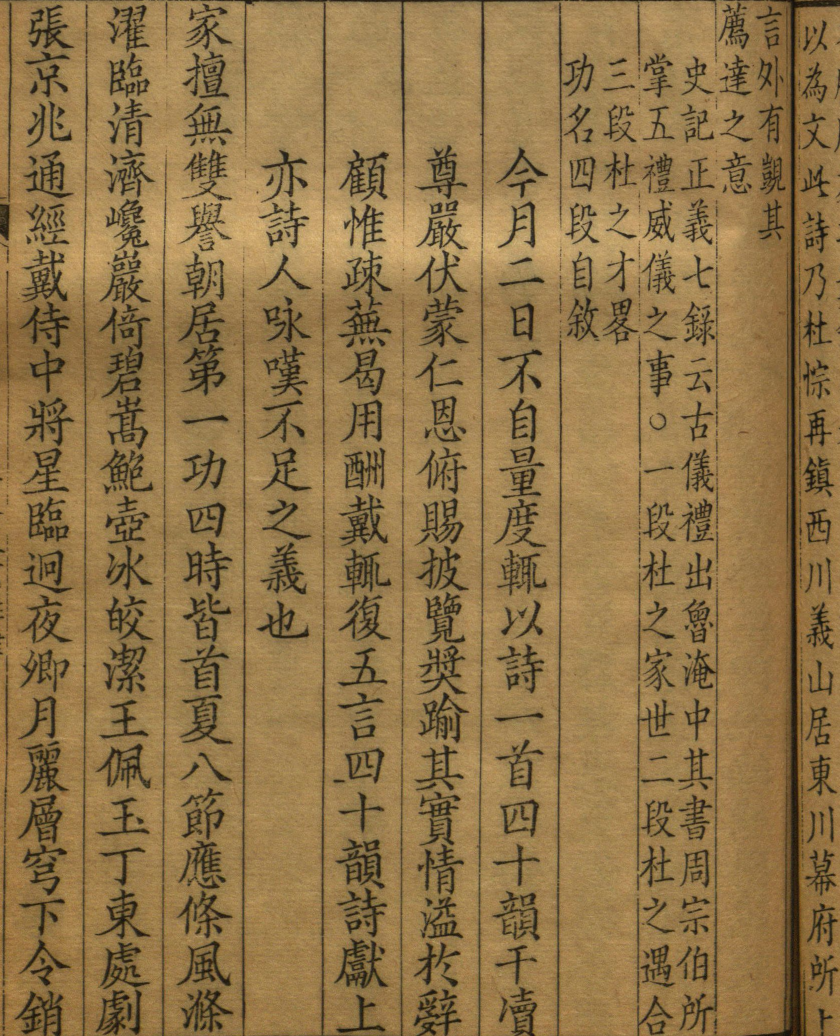 以為文此詩乃杜悰再鎮西川義山居東川幕府所上
言外有覬其
薦達之意
史記正義七錄云古儀禮出魯淹中其書周宗伯所
掌五禮威儀之事○一段杜之家世二段杜之遇合
三段杜之才畧
功名四段自敘
今月二日不自量度輒以詩一首四十韻干凟
尊嚴伏蒙仁恩俯賜披覽獎踰其實情溢於辭
顧惟疎蕪曷用酬戴輒復五言四十韻詩獻上
亦詩人咏嘆不足之義也
家擅無雙譽朝居第一功四時皆首夏八節應條風滌
濯臨清濟巉巖倚碧嵩鮑壺冰皎潔王佩玉丁東處劇
張京兆通經戴侍中將星臨迥夜卿月麗層穹下令銷